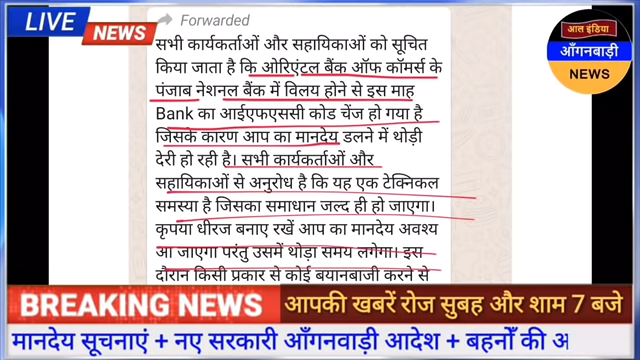 LIVE NEWS
Forwarded
आल इंडिया
आँगनबाड़ी
NEWS
सभी कार्यकर्ताओं और सहायिकाओं को सूचित
किया जाता है कि ओरिएंटल बैंक ऑफ कॉमर्स के
पंजाब नेशनल बैंक में विलय होने से इस माह
Bank का आईएफएससी कोड चेंज हो गया है
जिसके कारण आप का मानदेय डलने में थोड़ी
देरी हो रही है। सभी कार्यकर्ताओं और
सहायिकाओं से अनुरोध है कि यह एक टेक्निकल
समस्या है जिसका समाधान जल्द ही हो जाएगा।
कृपया धीरज बनाए रखें आप का मानदेय अवश्य
आ जाएगा परंतु उसमें थोड़ा समय लगेगा। इस
दौरान किसी प्रकार से कोई बयानबाजी करने से
BREAKING NEWS
आपकी खबरें रोज सुबह और शाम 7 बजे
मानदेय सूचनाएं + नए सरकारी आँगनवाड़ी आदेश + बहनोँ की